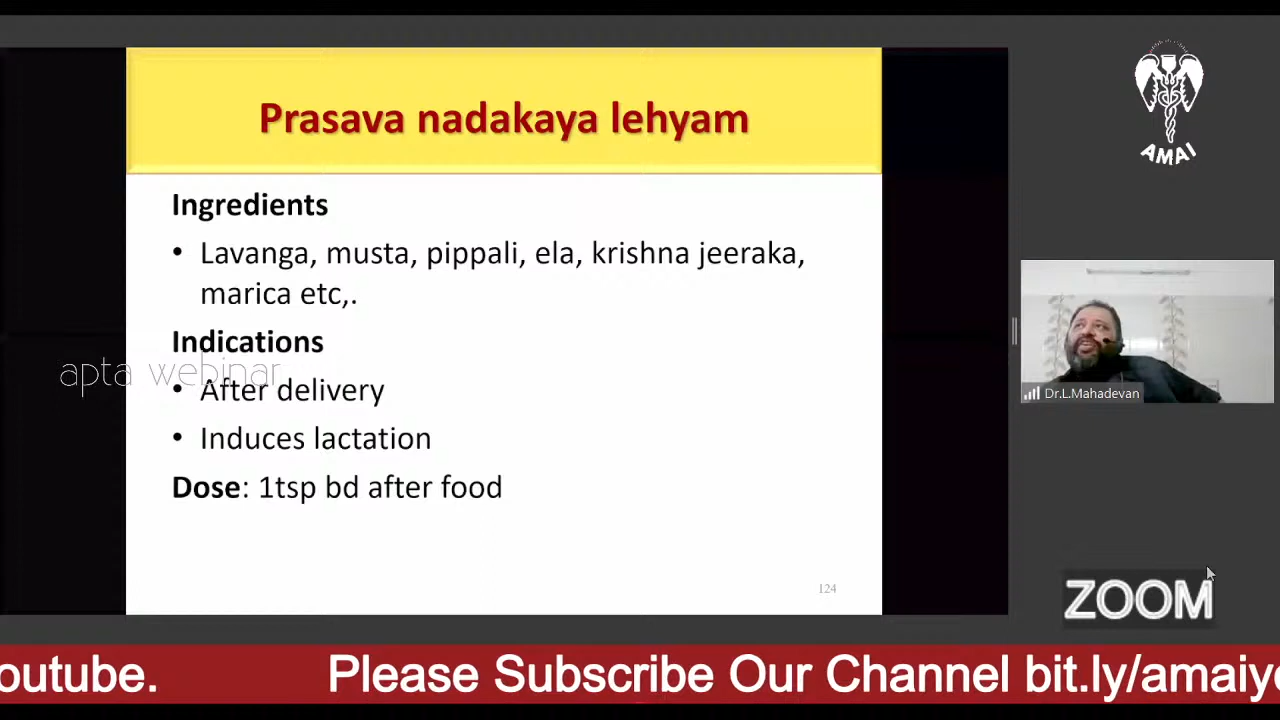 Prasava nadakaya lehyam
AMAI
Ingredients
• Lavanga, musta, pippali, ela, krishna jeeraka,
marica etc,.
Indications
apta webinar
• After delivery
• Induces lactation
Dose: 1tsp bd after food
Dr.L.Mahadevan
124
ZOOM
outube. Please Subscribe Our Channel bit.ly/amaiy